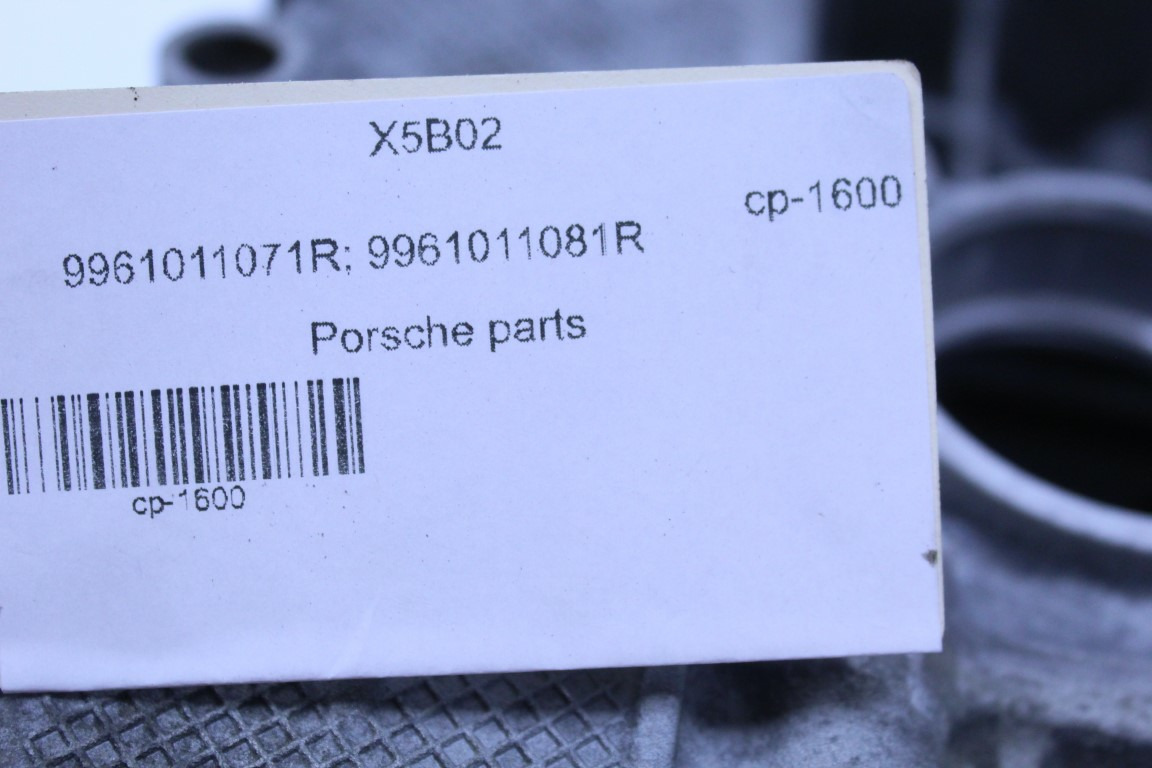 X5B02
cp-1600
9961011071R; 9961011081R
Porsche parts
cp-1600